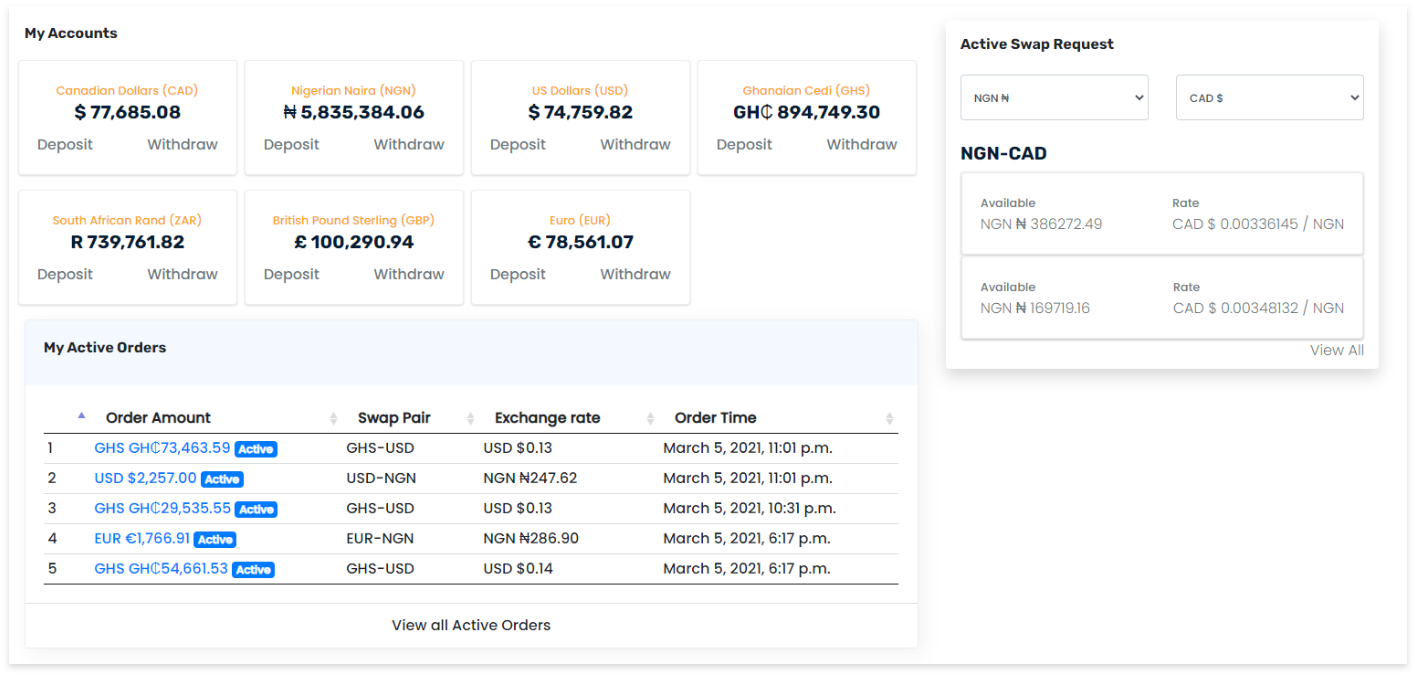 My Accounts
Canadian Dollars (CAD)
$ 77,685.08
Deposit Withdraw
Nigerian Naira (NGN)
₦ 5,835,384.06
Deposit Withdraw
US Dollars (USD)
$ 74,759.82
Deposit Withdraw
Ghanaian Cedi (GHS)
GH₵ 894,749.30
Deposit Withdraw
South African Rand (ZAR)
R 739,761.82
Deposit Withdraw
British Pound Sterling (GBP)
£ 100,290.94
Deposit Withdraw
Euro (EUR)
€ 78,561.07
Deposit Withdraw
My Active Orders
Order Amount Swap Pair Exchange rate Order Time
1 GHS GH₵73,463.59 Active GHS-USD USD $0.13 March 5, 2021, 11:01 p.m.
2 USD $2,257.00 Active USD-NGN NGN ₦247.62 March 5, 2021, 11:01 p.m.
3 GHS GH₵29,535.55 Active GHS-USD USD $0.13 March 5, 2021, 10:31 p.m.
4 EUR €1,766.91 Active EUR-NGN NGN ₦286.90 March 5, 2021, 6:17 p.m.
5 GHS GH₵54,661.53 Active GHS-USD USD $0.14 March 5, 2021, 6:17 p.m.
View all Active Orders
Active Swap Request
NGN ₦ CAD $
NGN-CAD
Available Rate
NGN ₦ 386272.49 CAD $ 0.00336145 / NGN
Available Rate
NGN ₦ 169719.16 CAD $ 0.00348132 / NGN
View All